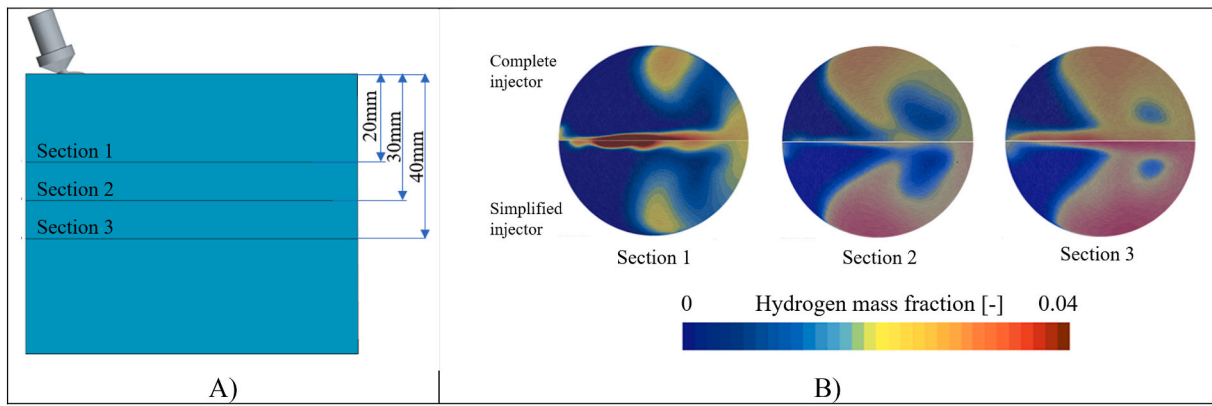 20mm
30mm
40mm
Section 1
Section 2
Section 3
A)
Complete
injector
Simplified
injector
Section 1
Section 2
Section 3
0 Hydrogen mass fraction [-] 0.04
B)